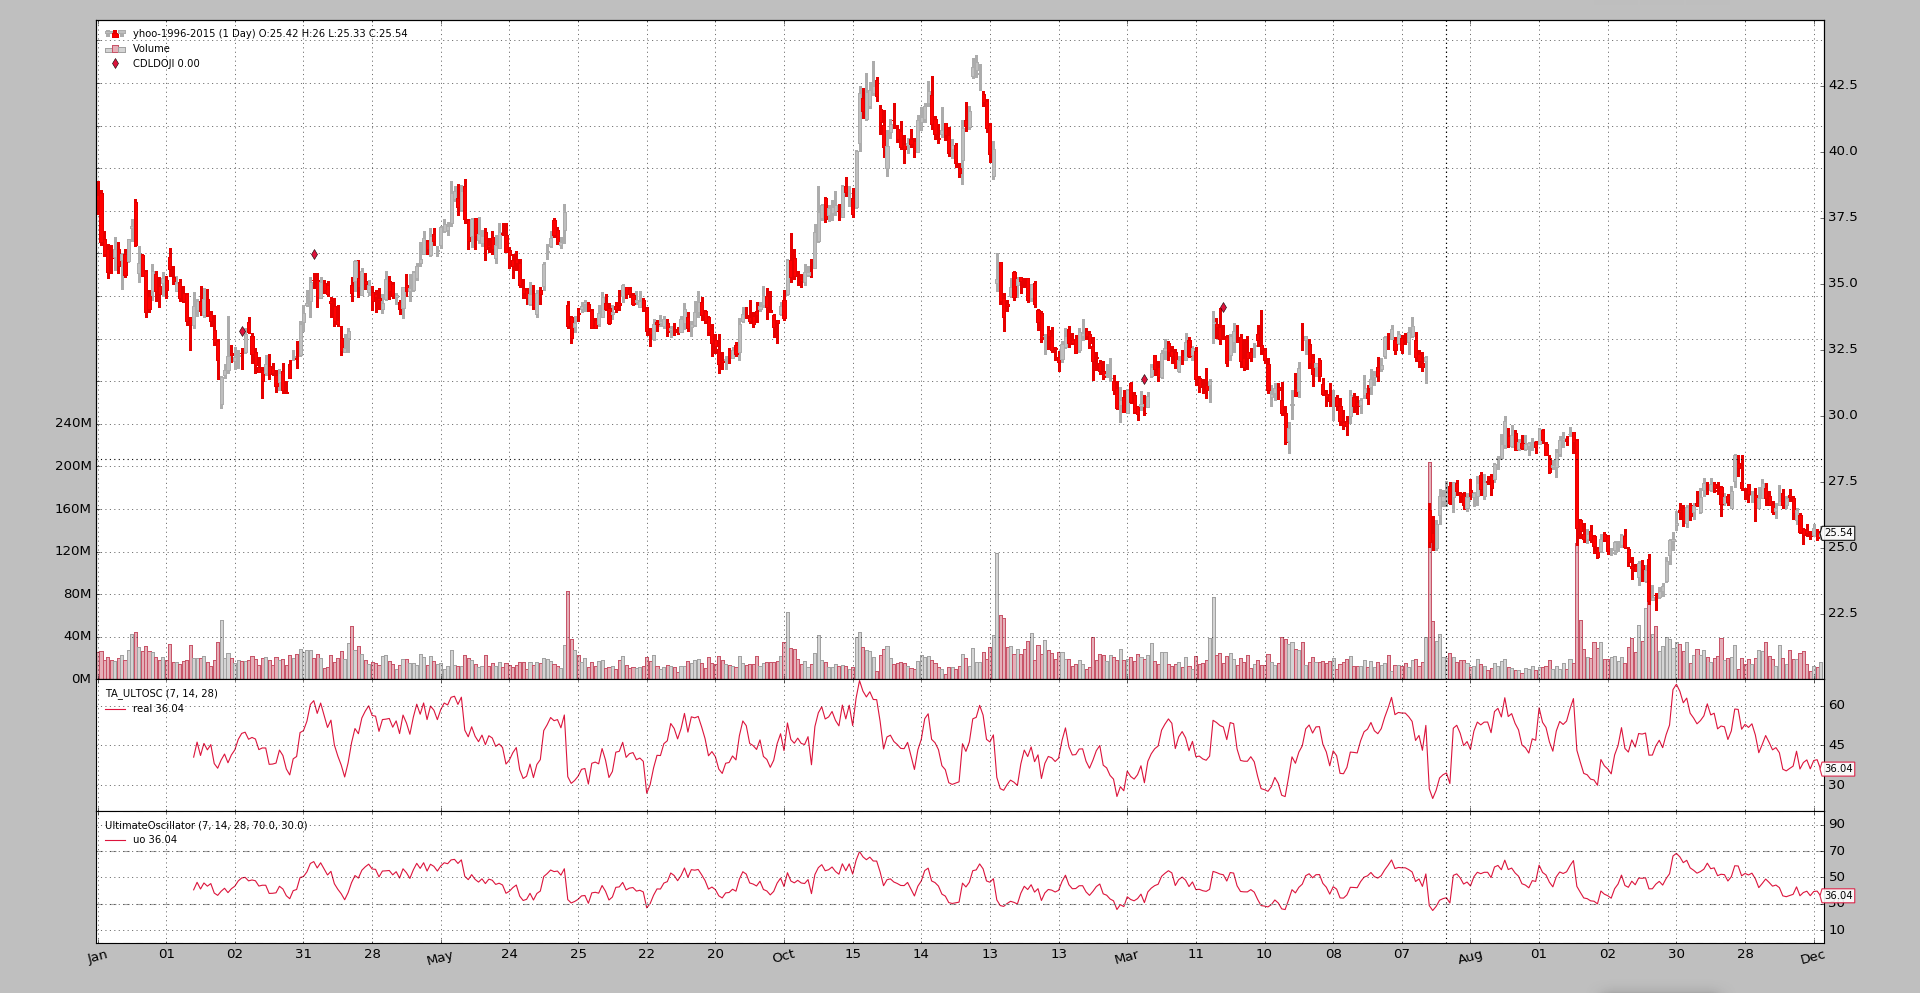 yhoo-1996-2015 (1 Day) O:25.42 H:26 L:25.33 C:25.54
Volume
CDLDOJI 0.00
42.5
40.0
37.5
35.0
32.5
30.0
27.5
25.54
25.0
22.5
240M
200M
160M
120M
80M
40M
0M
TA_ULTOSC (7, 14, 28)
real 36.04
60
45
36.04
30
UltimateOscillator (7, 14, 28, 70.0, 30.0)
uo 36.04
90
70
50
36.04
30
10
Jan 01 02 31 28 May 24 25 22 20 Oct 15 14 13 13 Mar 11 10 08 07 Aug 01 02 30 28 Dec